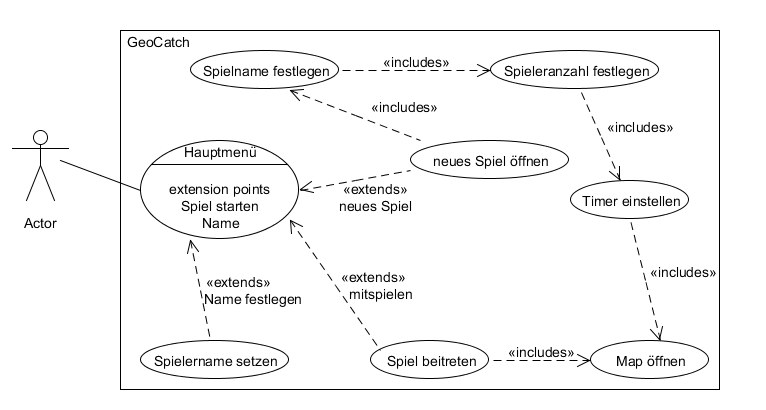 GeoCatch
Spielname festlegen
«includes»
Spieleranzahl festlegen
«includes»
«includes»
Hauptmenü
neues Spiel öffnen
extension points
Spiel starten
Name
«extends»
neues Spiel
Timer einstellen
Actor
«includes»
«extends»
Name festlegen
«extends»
mitspielen
Spielername setzen
Spiel beitreten
«includes»
Map öffnen